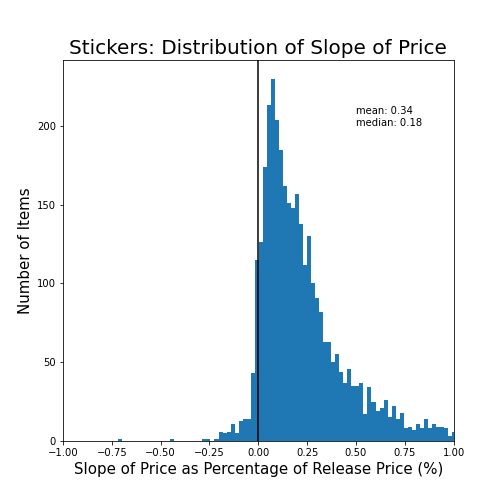 Stickers: Distribution of Slope of Price
mean: 0.34
median: 0.18
Number of Items
200
150
100
50
0
−1.00 −0.75 −0.50 −0.25 0.00 0.25 0.50 0.75 1.00
Slope of Price as Percentage of Release Price (%)